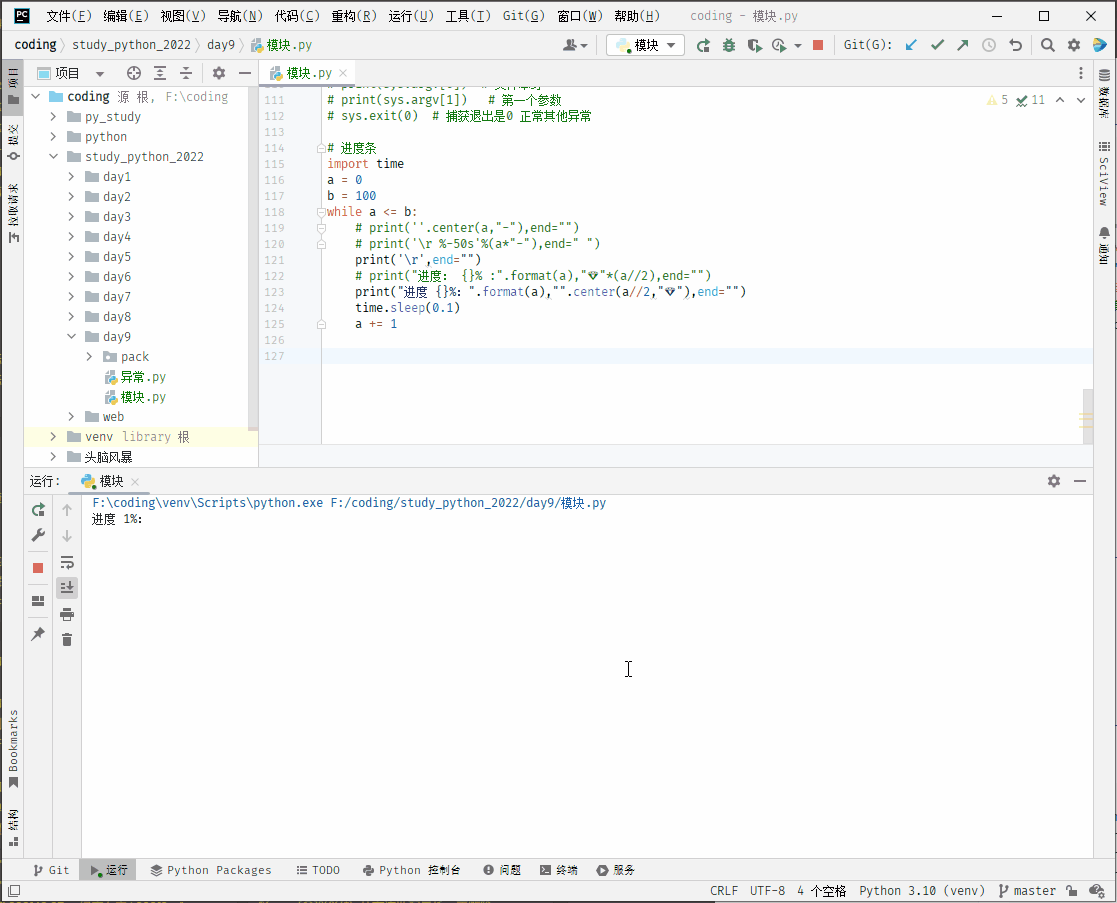 PC 文件(F) 编辑(E) 视图(V) 导航(N) 代码(C) 重构(R) 运行(U) 工具(T) Git(G) 窗口(W) 帮助(H) coding - 模块.py
coding study_python_2022 day9 模块.py 模块 Git(G):
项目 模块.py
coding 源 根, F:\coding
py_study
python
study_python_2022
day1
day2
day3
day4
day5
day6
day7
day8
day9
pack
异常.py
模块.py
web
venv library 根
头脑风暴
111 # print(sys.argv[1]) # 第一个参数
112 # sys.exit(0) # 捕获退出是0 正常其他异常
113
114 # 进度条
115 import time
116 a = 0
117 b = 100
118 while a <= b:
119 # print(''.center(a,"-"),end="")
120 # print('\r %-50s'%(a*"-"),end=" ")
121 print('\r',end="")
122 # print("进度: {}% :".format(a),"💎"*(a//2),end="")
123 print("进度 {}%: ".format(a),"".center(a//2,"💎"),end="")
124 time.sleep(0.1)
125 a += 1
126
127
5 11
项目
提交
拉取请求
Bookmarks
结构
数据库
SciView
通知
运行: 模块
F:\coding\venv\Scripts\python.exe F:/coding/study_python_2022/day9/模块.py
进度 1%:
Git 运行 Python Packages TODO Python 控制台 问题 终端 服务
CRLF UTF-8 4 个空格 Python 3.10 (venv) master